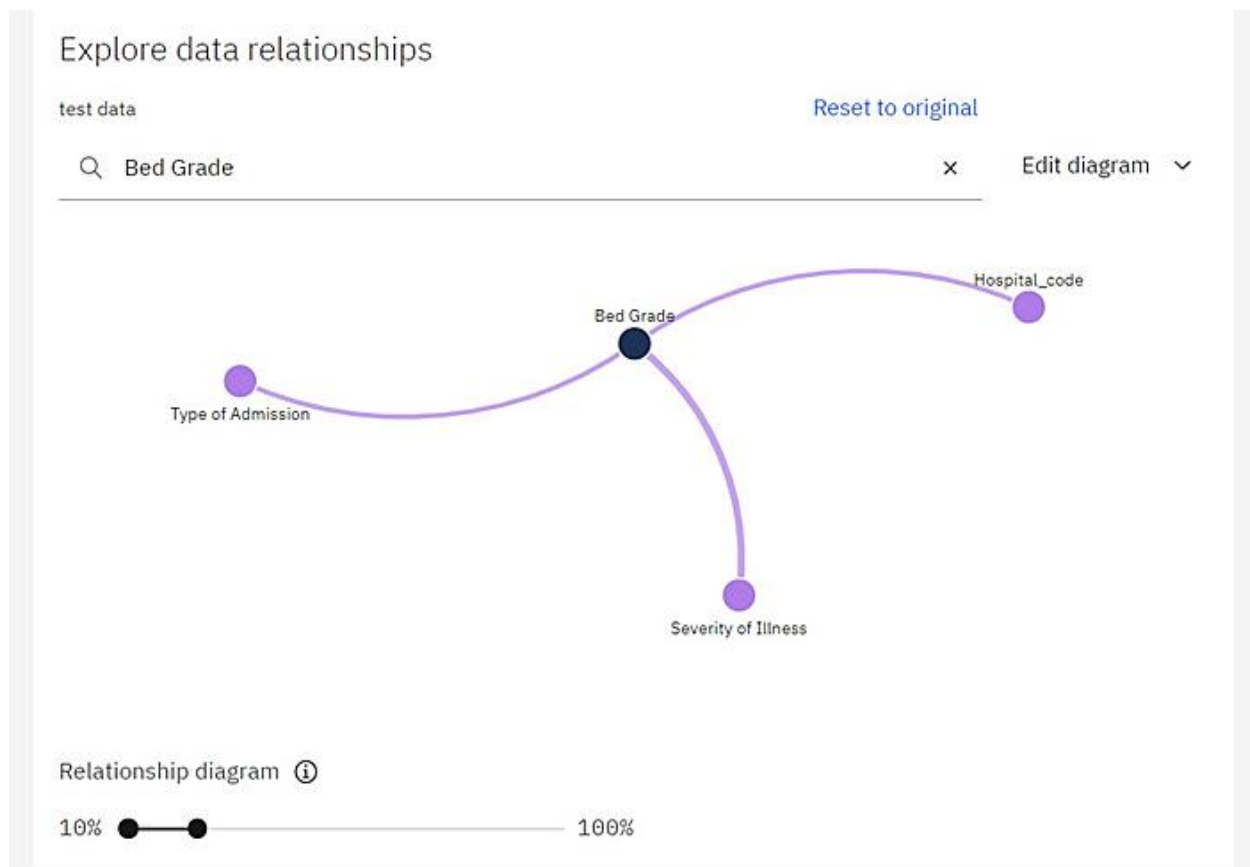 Explore data relationships
test data
Reset to original
Bed Grade
Edit diagram
Hospital_code
Bed Grade
Type of Admission
Severity of Illness
Relationship diagram
10% 100%